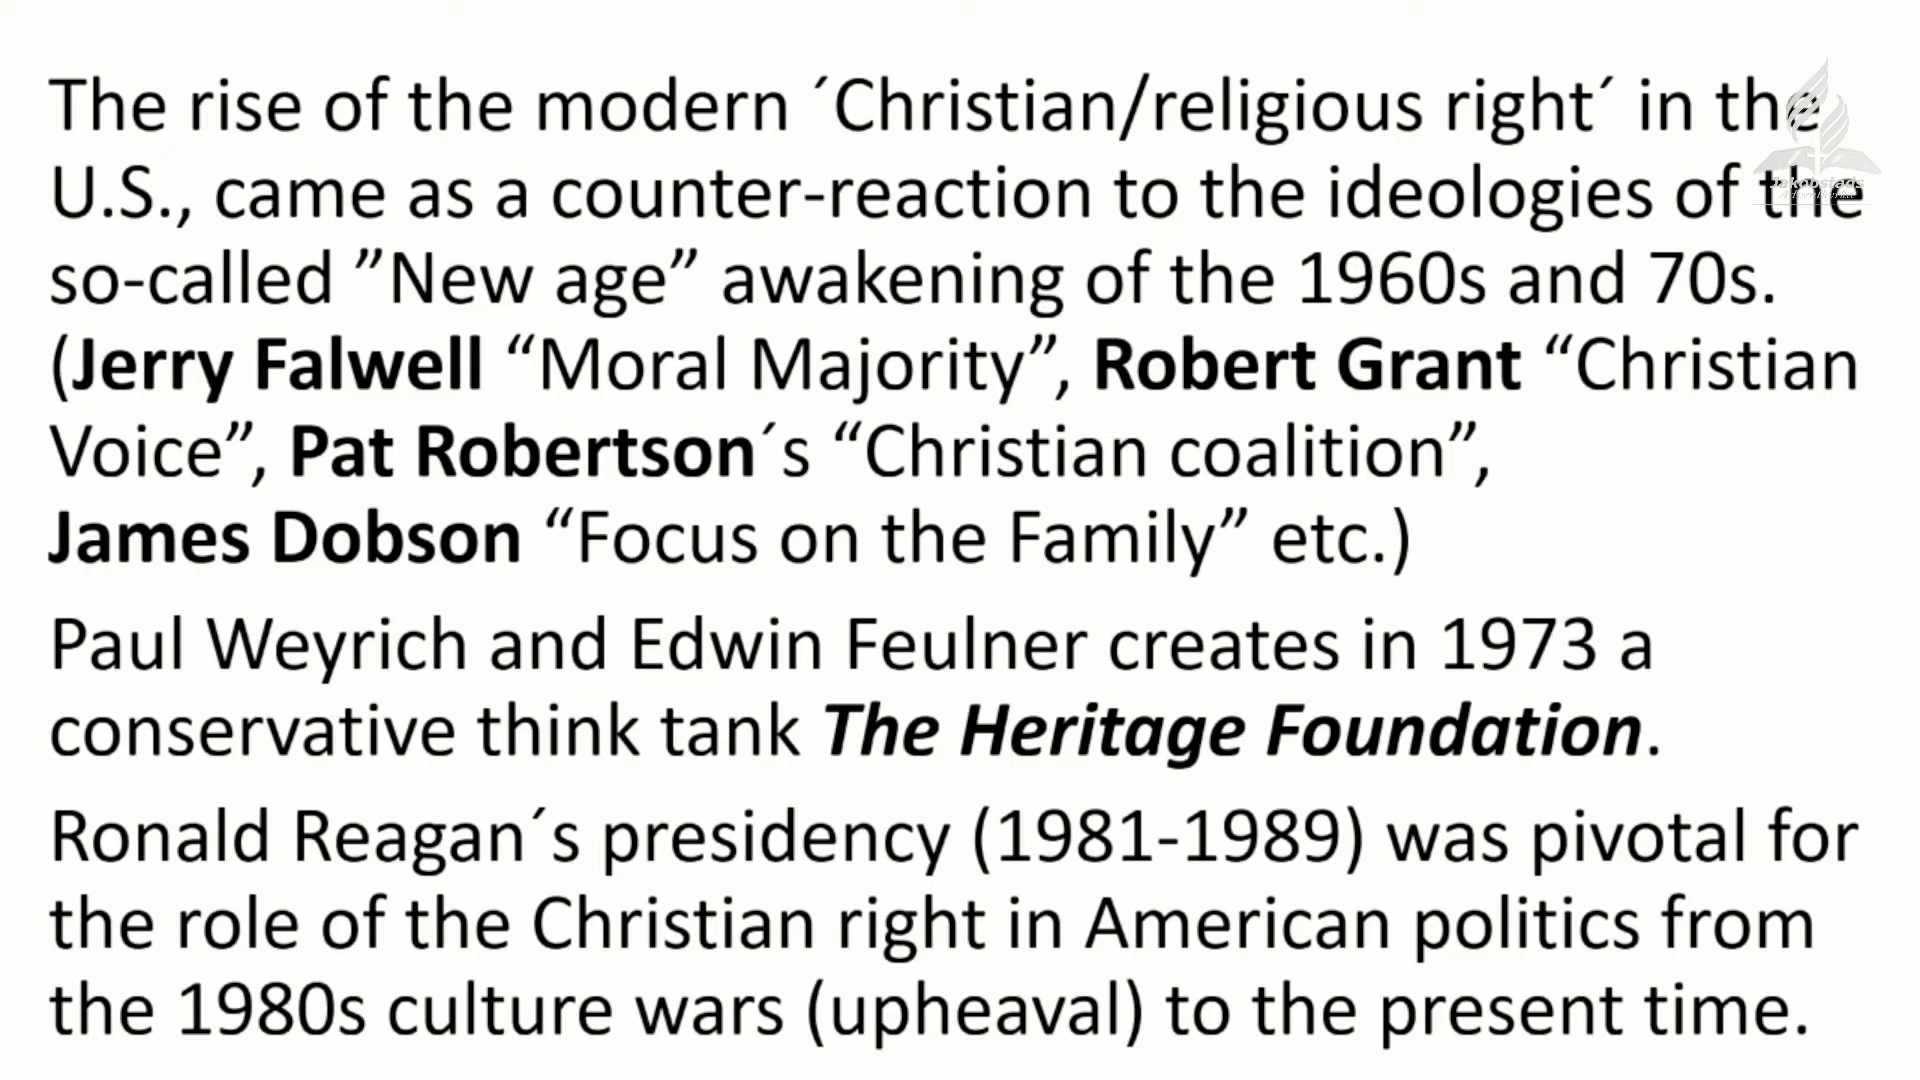 The rise of the modern ´Christian/religious right´ in the
U.S., came as a counter-reaction to the ideologies of the
so-called ”New age” awakening of the 1960s and 70s.
(Jerry Falwell “Moral Majority”, Robert Grant “Christian
Voice”, Pat Robertson´s “Christian coalition”,
James Dobson “Focus on the Family” etc.)
Paul Weyrich and Edwin Feulner creates in 1973 a
conservative think tank The Heritage Foundation.
Ronald Reagan´s presidency (1981-1989) was pivotal for
the role of the Christian right in American politics from
the 1980s culture wars (upheaval) to the present time.